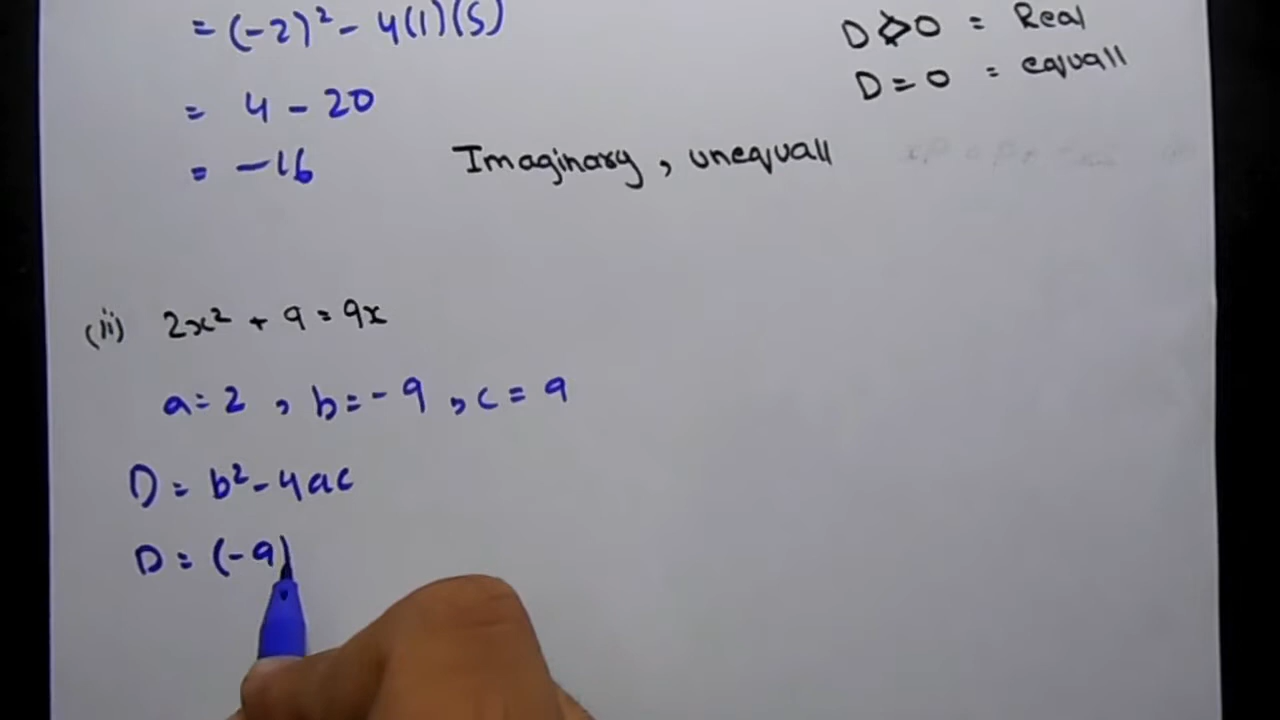 = (-2)² - 4(1)(5)
D > 0 = Real
= 4 - 20
D = 0 = equall
= -16
Imaginary, unequall
(ii) 2x² + 9 = 9x
a = 2, b = -9, c = 9
D = b² - 4ac
D = (-9)